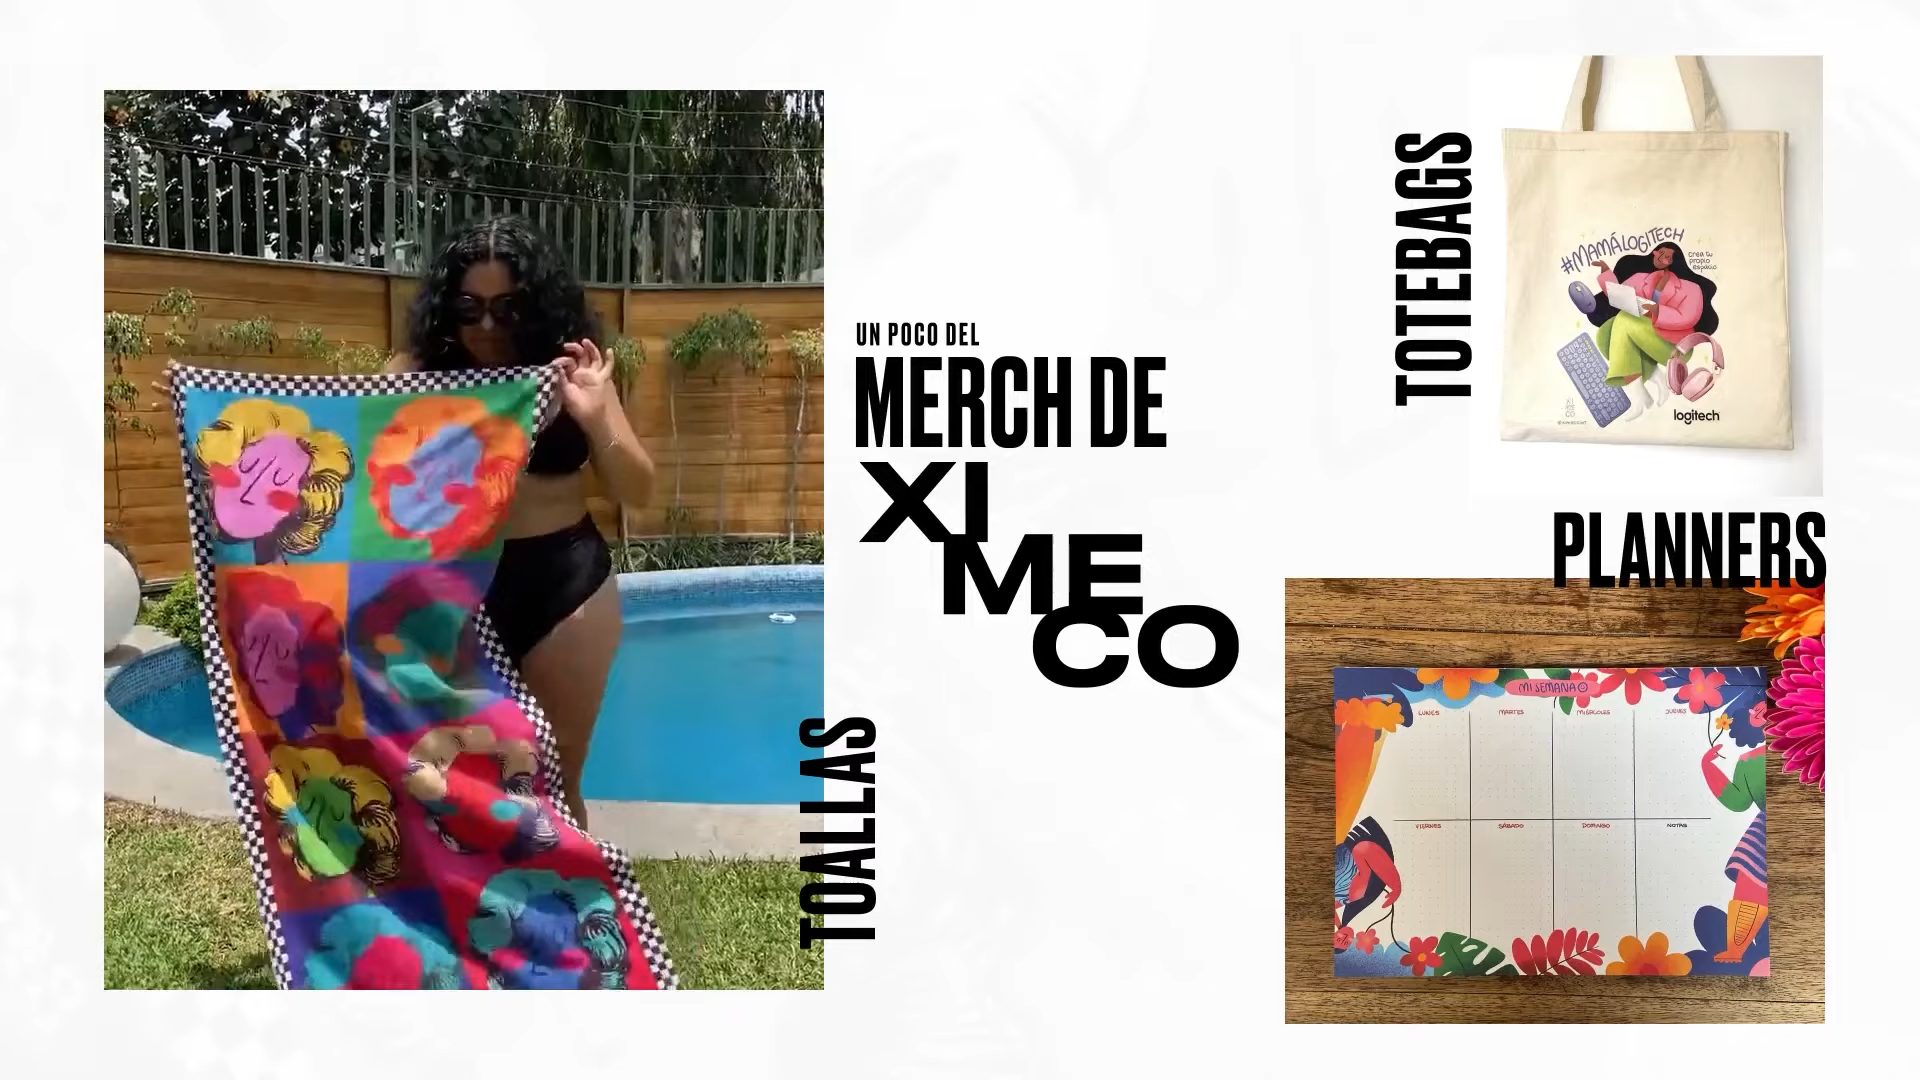 UN POCO DEL
MERCH DE
XI
ME
CO
TOALLAS
TOTEBAGS
#MAMÁLOGITECH
crea tu
propio
espacio
logitech
PLANNERS
MI SEMANA
LUNES MARTES MIÉRCOLES JUEVES
VIERNES SÁBADO DOMINGO NOTAS